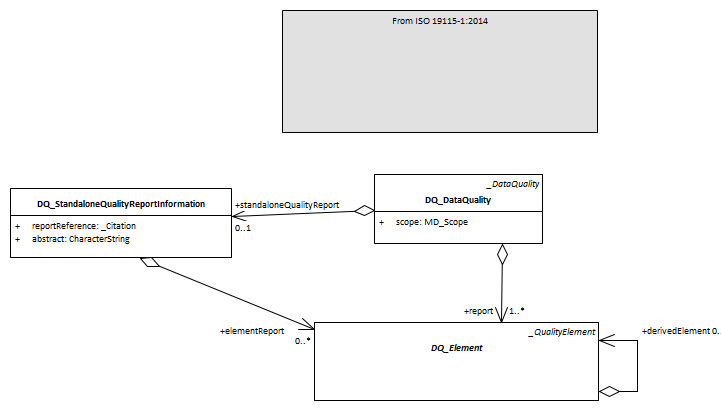 From ISO 19115-1:2014
_DataQuality
DQ_DataQuality
+ scope: MD_Scope
DQ_StandaloneQualityReportInformation
+ reportReference: _Citation
+ abstract: CharacterString
+standaloneQualityReport
0..1
+report 1..*
+elementReport
0..*
_QualityElement
DQ_Element
+derivedElement 0..